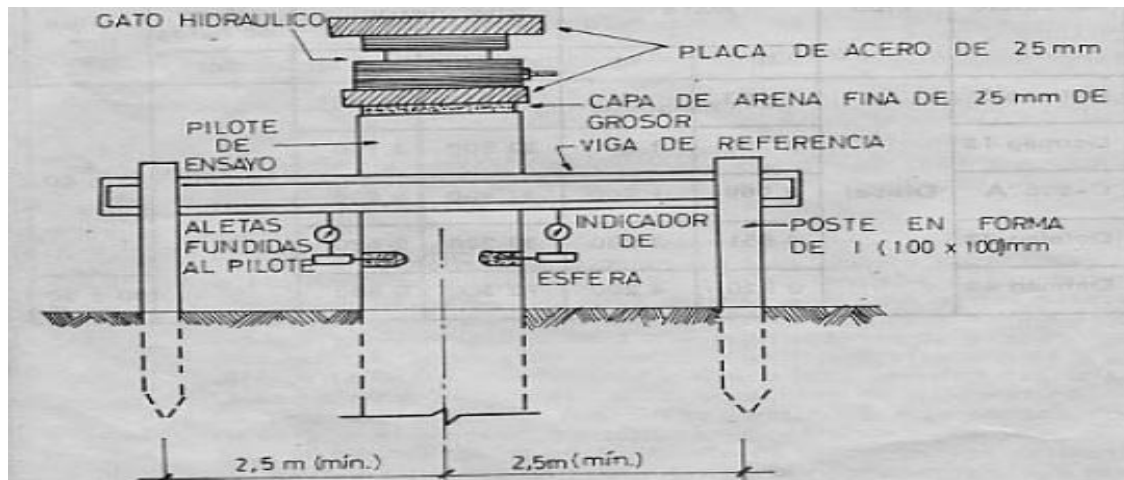 GATO HIDRAULICO
PLACA DE ACERO DE 25 mm
CAPA DE ARENA FINA DE 25 mm DE
GROSOR
PILOTE
DE
ENSAYO
VIGA DE REFERENCIA
ALETAS
FUNDIDAS
AL PILOTE
INDICADOR
DE
ESFERA
POSTE EN FORMA
DE I (100 x 100)mm
2,5 m (mín.)
2,5m (mín.)